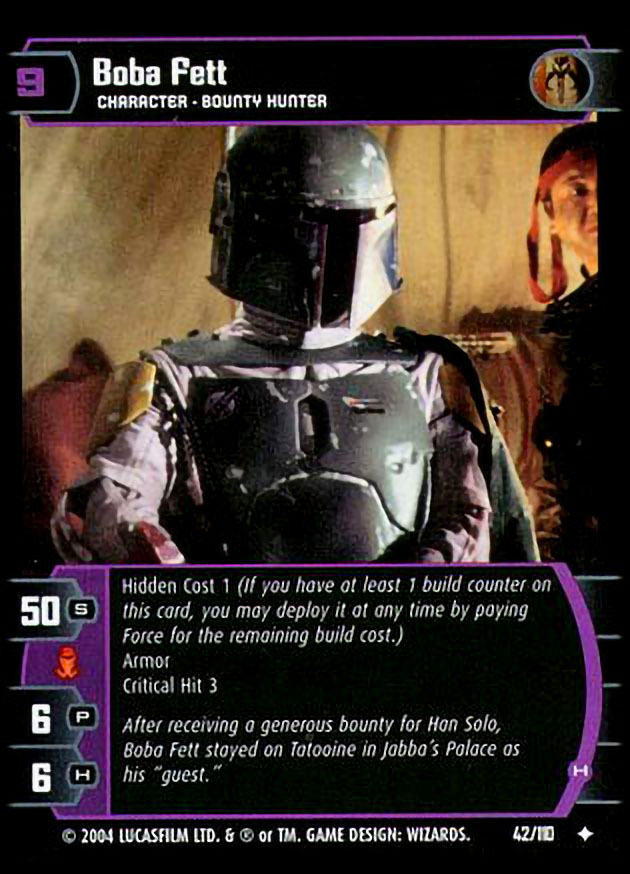 9
Boba Fett
CHARACTER - BOUNTY HUNTER
Hidden Cost 1 (If you have at least 1 build counter on
this card, you may deploy it at any time by paying
Force for the remaining build cost.)
Armor
Critical Hit 3
After receiving a generous bounty for Han Solo,
Boba Fett stayed on Tatooine in Jabba's Palace as
his "guest."
50 S
6 P
6 H
H
© 2004 LUCASFILM LTD. & ® or TM. GAME DESIGN: WIZARDS. 42/110